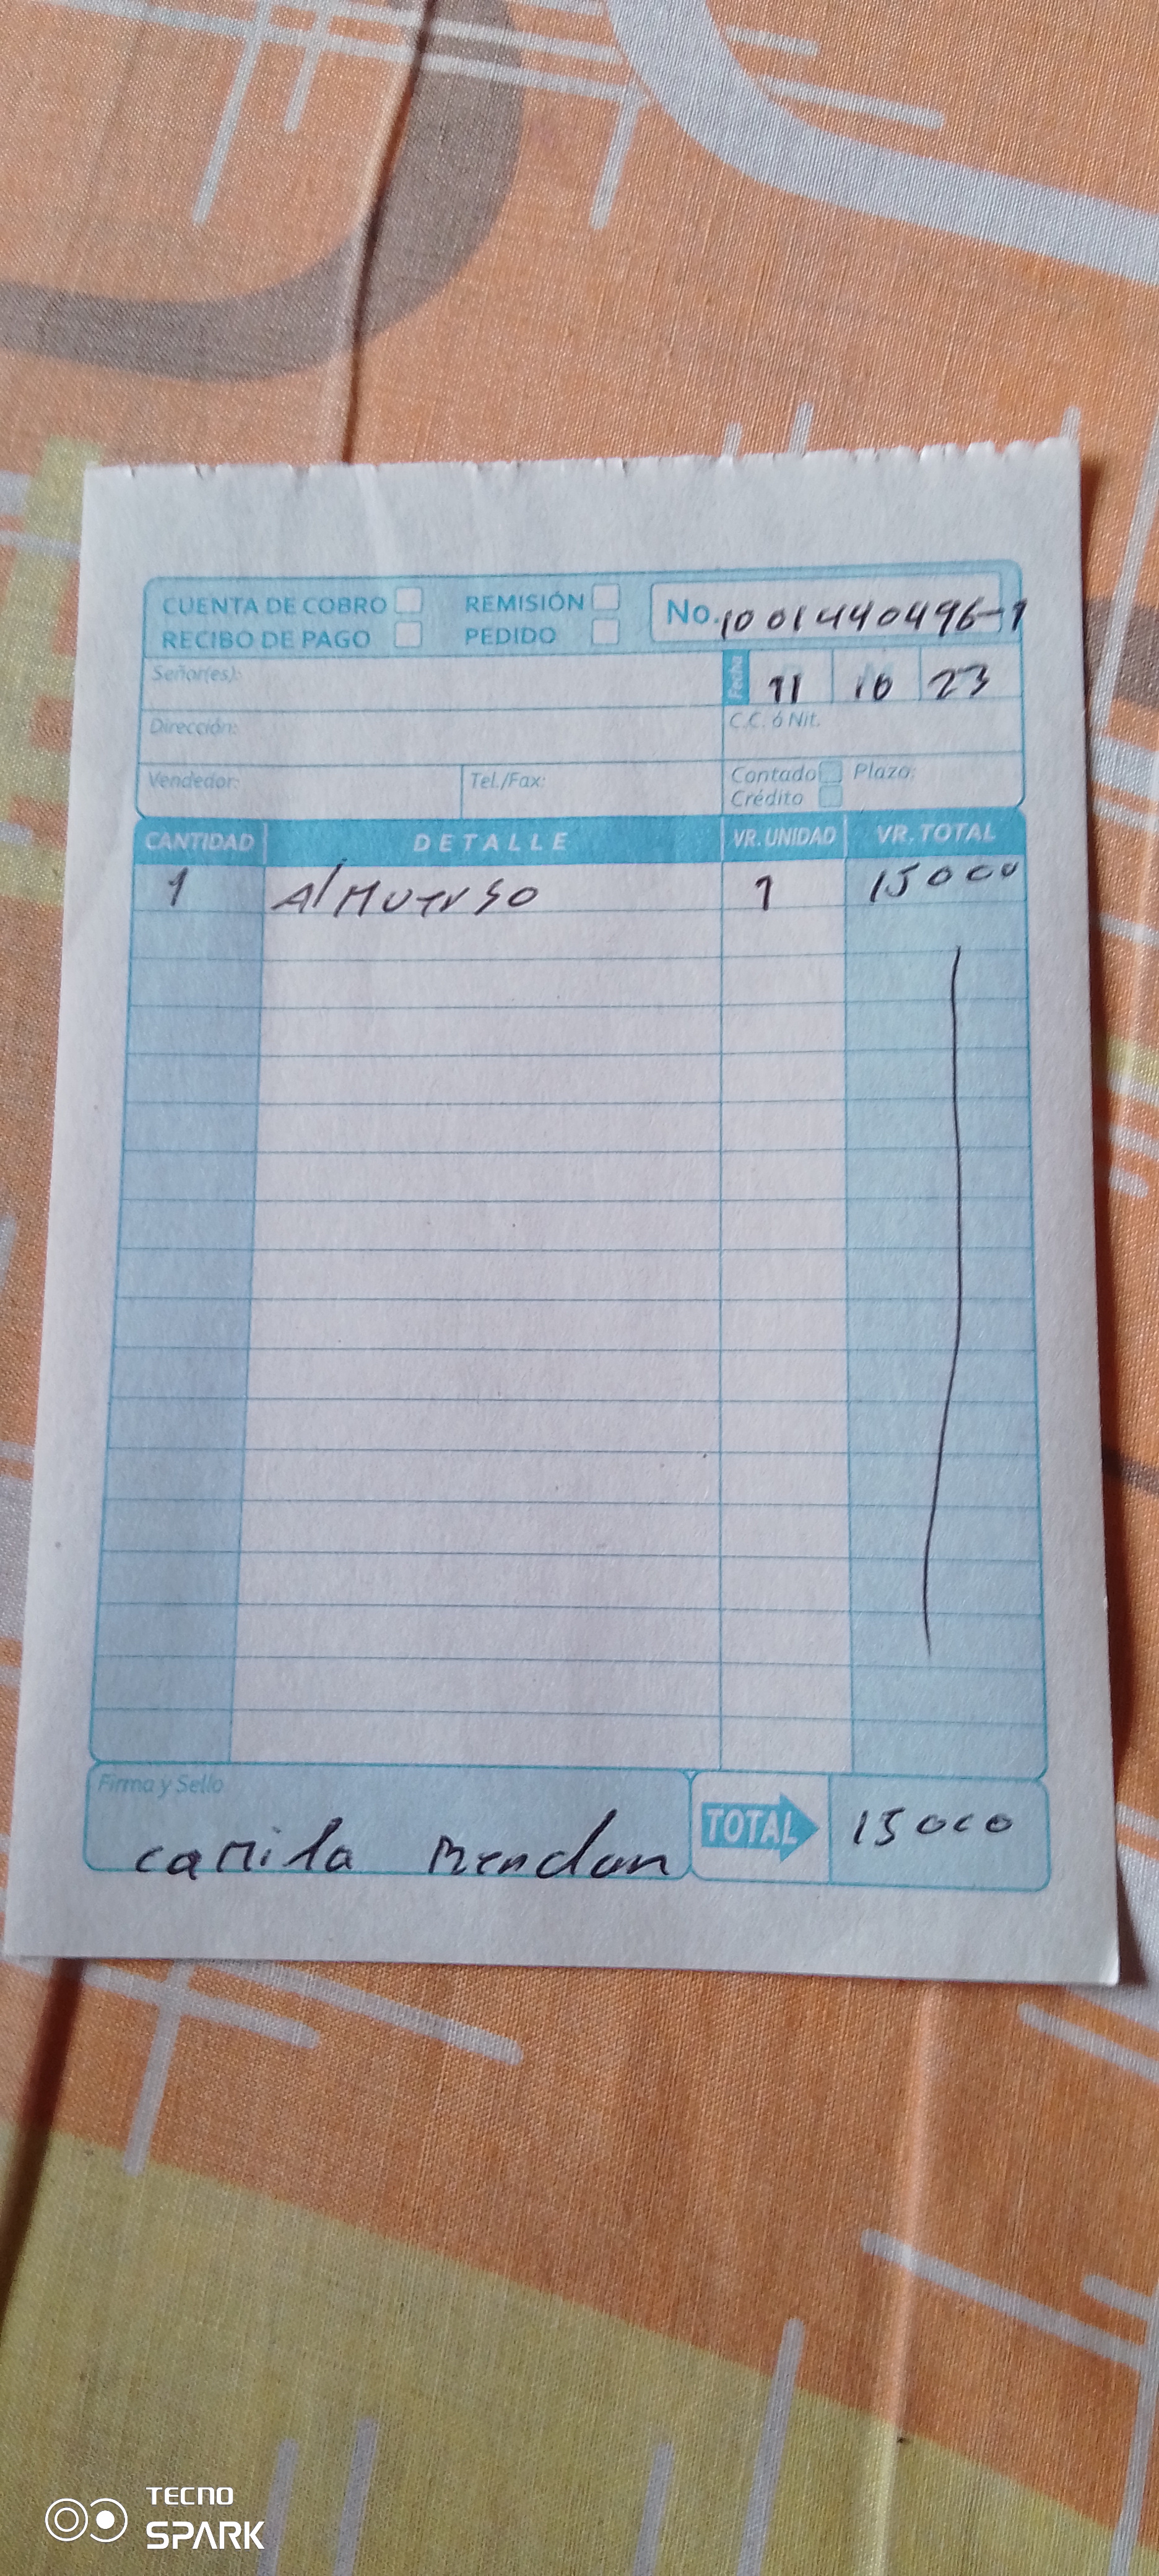 CUENTA DE COBRO REMISIÓN No. 1001440496-1
RECIBO DE PAGO PEDIDO
Señor(es): Fecha 11 10 23
Dirección: C.C. ó Nit.
Vendedor: Tel./Fax: Contado Plazo:
Crédito
CANTIDAD DETALLE VR. UNIDAD VR. TOTAL
1 Almuerso 1 15000
Firma y Sello
camila Rendon TOTAL 15000
TECNO
SPARK